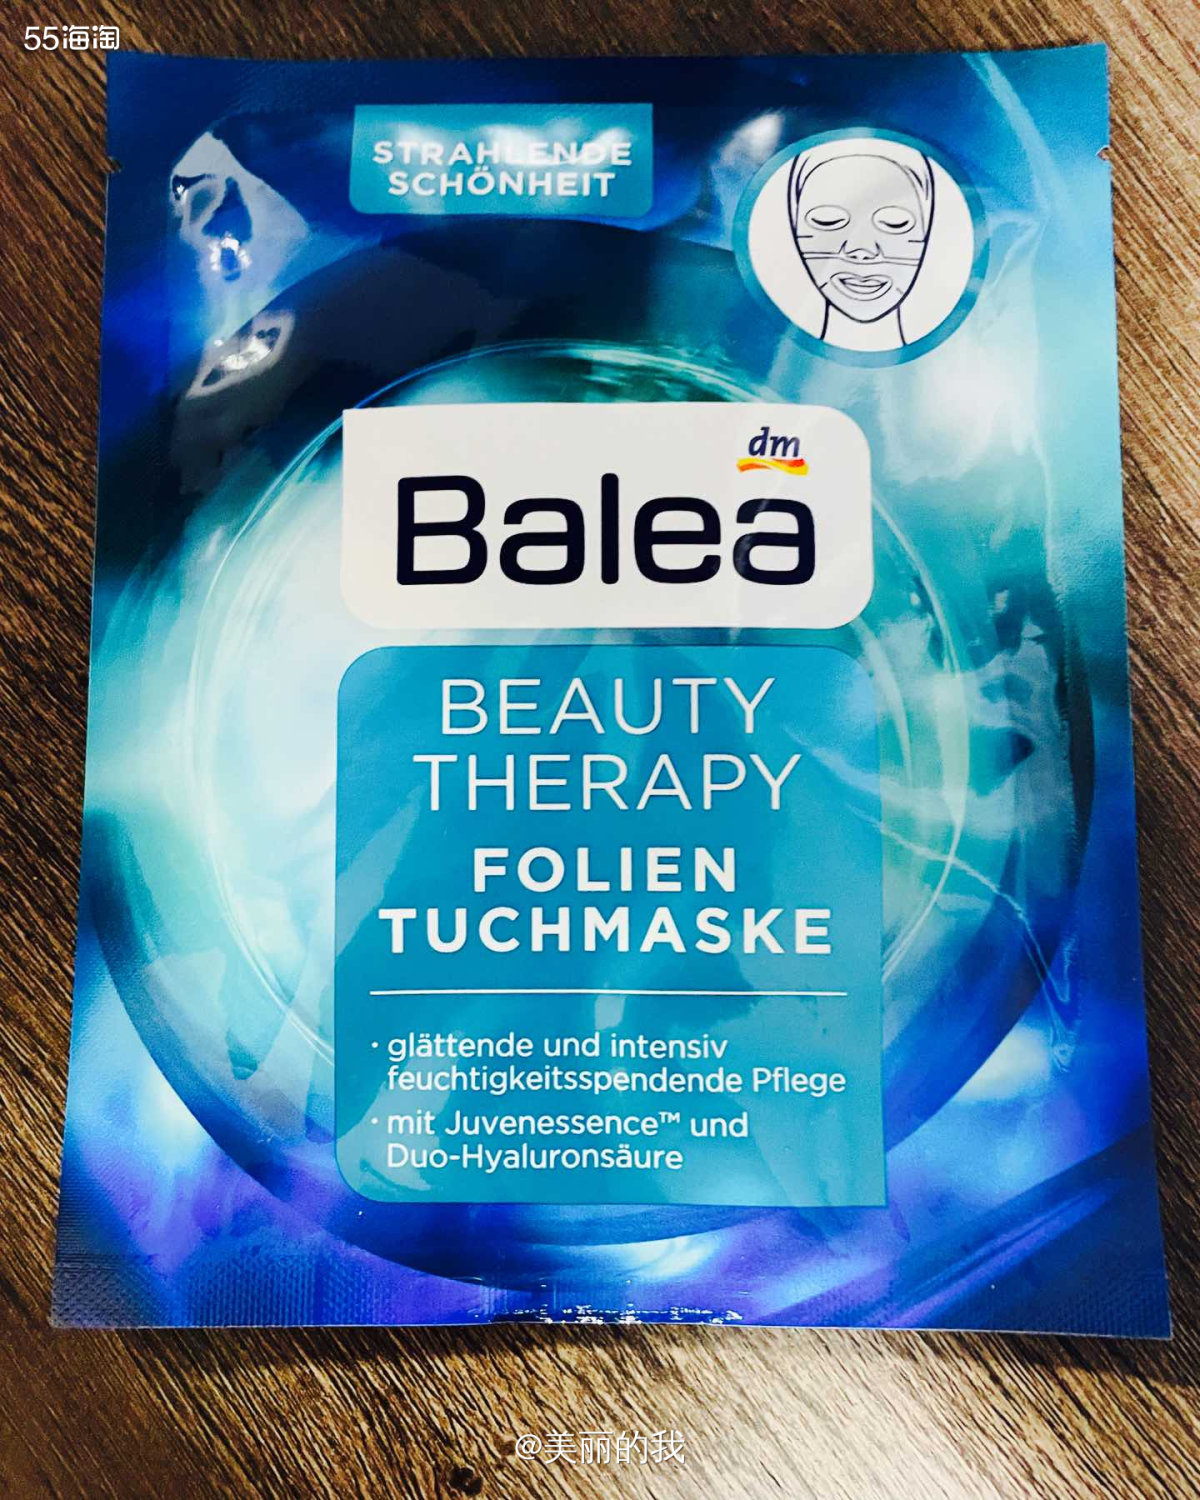 55海淘
STRAHLENDE
SCHÖNHEIT
dm
Balea
BEAUTY
THERAPY
FOLIEN
TUCHMASKE
· glättende und intensiv
feuchtigkeitsspendende Pflege
· mit Juvenessence™ und
Duo-Hyaluronsäure
@美丽的我